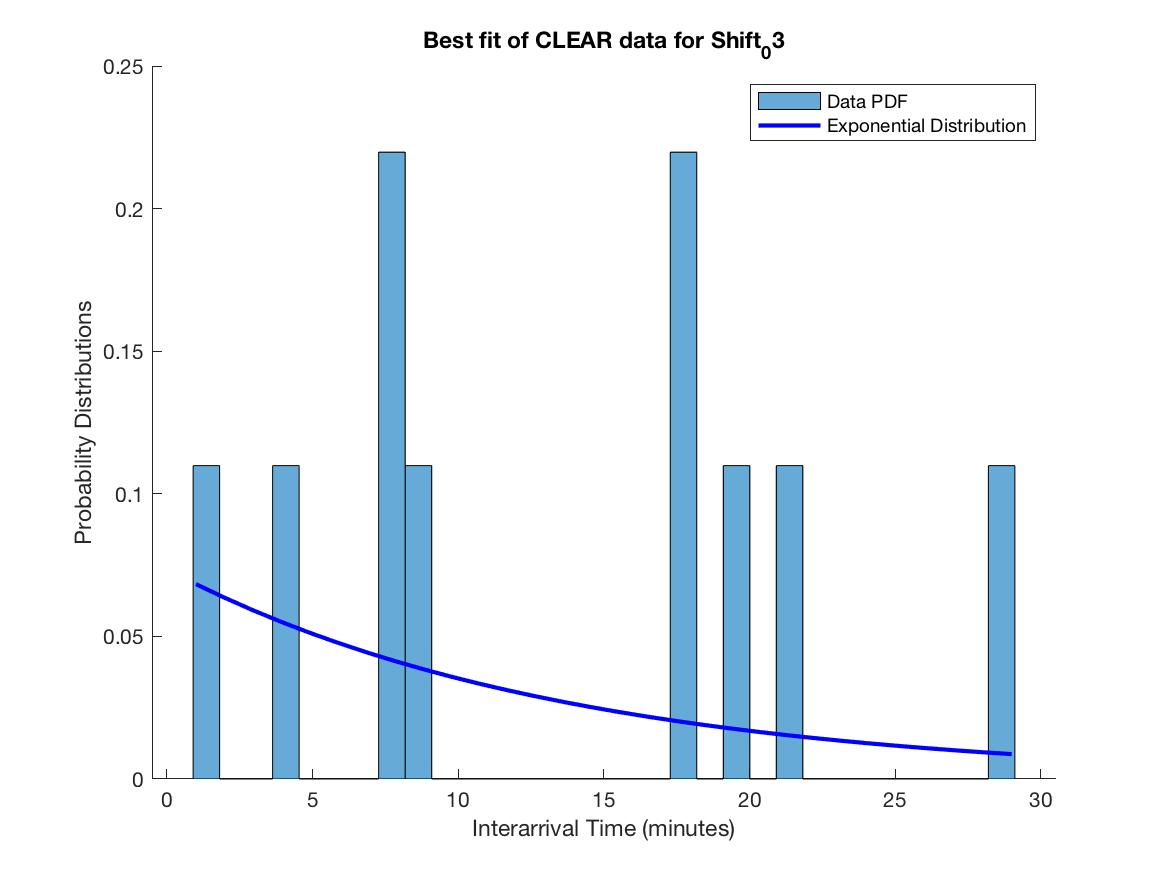 Best fit of CLEAR data for Shift₀3
0.25
0.2
0.15
0.1
0.05
0
Probability Distributions
Data PDF
Exponential Distribution
0 5 10 15 20 25 30
Interarrival Time (minutes)